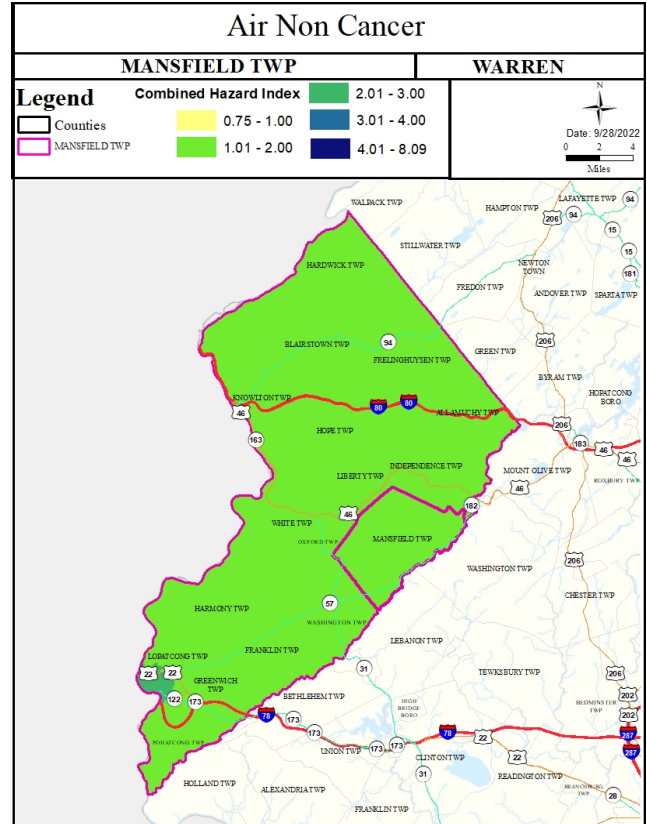 Air Non Cancer
MANSFIELD TWP
WARREN
Legend
Counties
MANSFIELD TWP
Combined Hazard Index
0.75 - 1.00
1.01 - 2.00
2.01 - 3.00
3.01 - 4.00
4.01 - 8.09
N
Date: 9/28/2022
0 2 4
Miles
WALPACK TWP
HAMPTON TWP
LAFAYETTE TWP
94
206
94
15
STILLWATER TWP
15
HARDWICK TWP
NEWTON
TOWN
181
FREDON TWP
ANDOVER TWP
SPARTA TWP
BLAIRSTOWN TWP
94
206
FRELINGHUYSEN TWP
GREEN TWP
BYRAM TWP
HOPATCONG
BORO
KNOWLTON TWP
80
80
46
ALLAMUCHY TWP
206
HOPE TWP
163
183
46
46
INDEPENDENCE TWP
MOUNT OLIVE TWP
LIBERTY TWP
ROXBURY TWP
46
182
46
WHITE TWP
OXFORD TWP
MANSFIELD TWP
206
WASHINGTON TWP
CHESTER TWP
57
HARMONY TWP
WASHINGTON TWP
LEBANON TWP
FRANKLIN TWP
LOPATCONG TWP
31
22
22
TEWKSBURY TWP
206
GREENWICH
TWP
BETHLEHEM TWP
202
122
173
HIGH
BRIDGE
BORO
BEDMINSTER
TWP
78
173
202
173
78
22
287
POHATCONG TWP
UNION TWP
173
173
287
CLINTON TWP
22
31
READINGTON TWP
HOLLAND TWP
ALEXANDRIA TWP
BRANCHBURG
TWP
28
FRANKLIN TWP